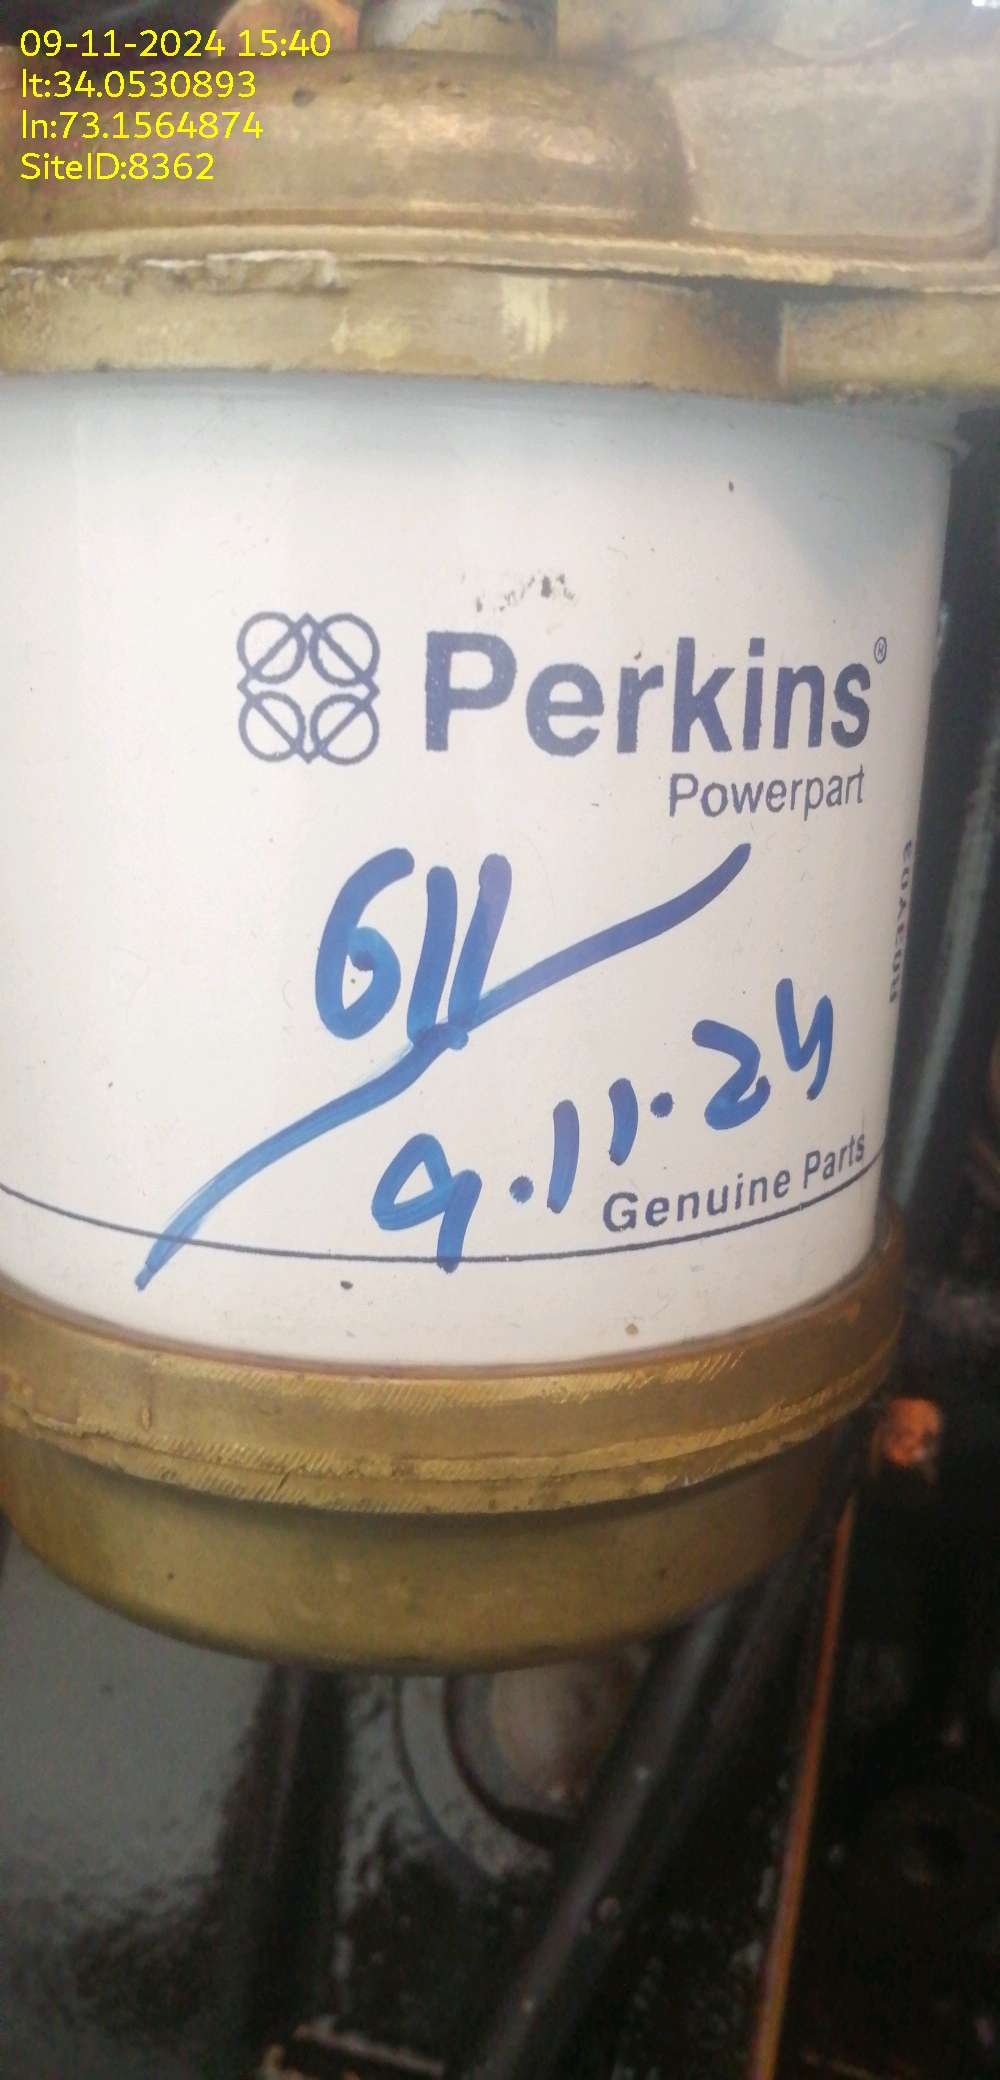 09-11-2024 15:40
lt:34.0530893
ln:73.1564874
SiteID:8362
Perkins®
Powerpart
611
9.11.24
Genuine Parts